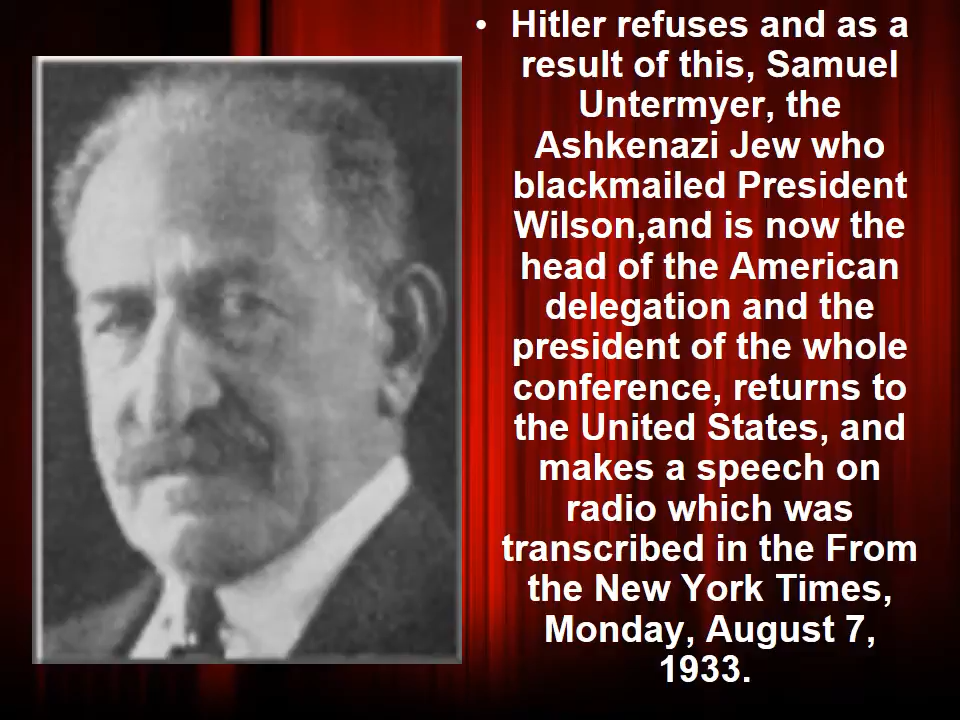 • Hitler refuses and as a
result of this, Samuel
Untermyer, the
Ashkenazi Jew who
blackmailed President
Wilson,and is now the
head of the American
delegation and the
president of the whole
conference, returns to
the United States, and
makes a speech on
radio which was
transcribed in the From
the New York Times,
Monday, August 7,
1933.